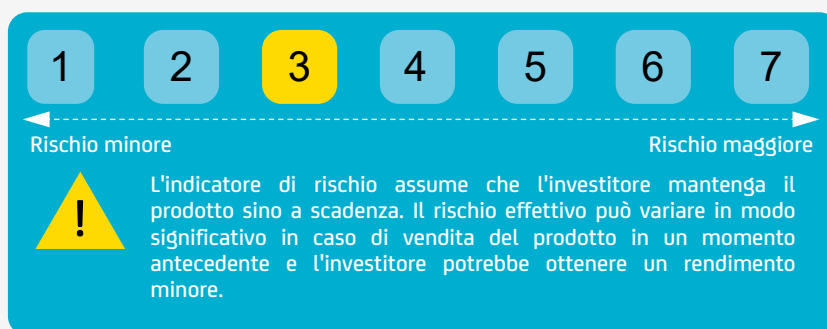 1 2 3 4 5 6 7
Rischio minore Rischio maggiore
!
L'indicatore di rischio assume che l'investitore mantenga il
prodotto sino a scadenza. Il rischio effettivo può variare in modo
significativo in caso di vendita del prodotto in un momento
antecedente e l'investitore potrebbe ottenere un rendimento
minore.